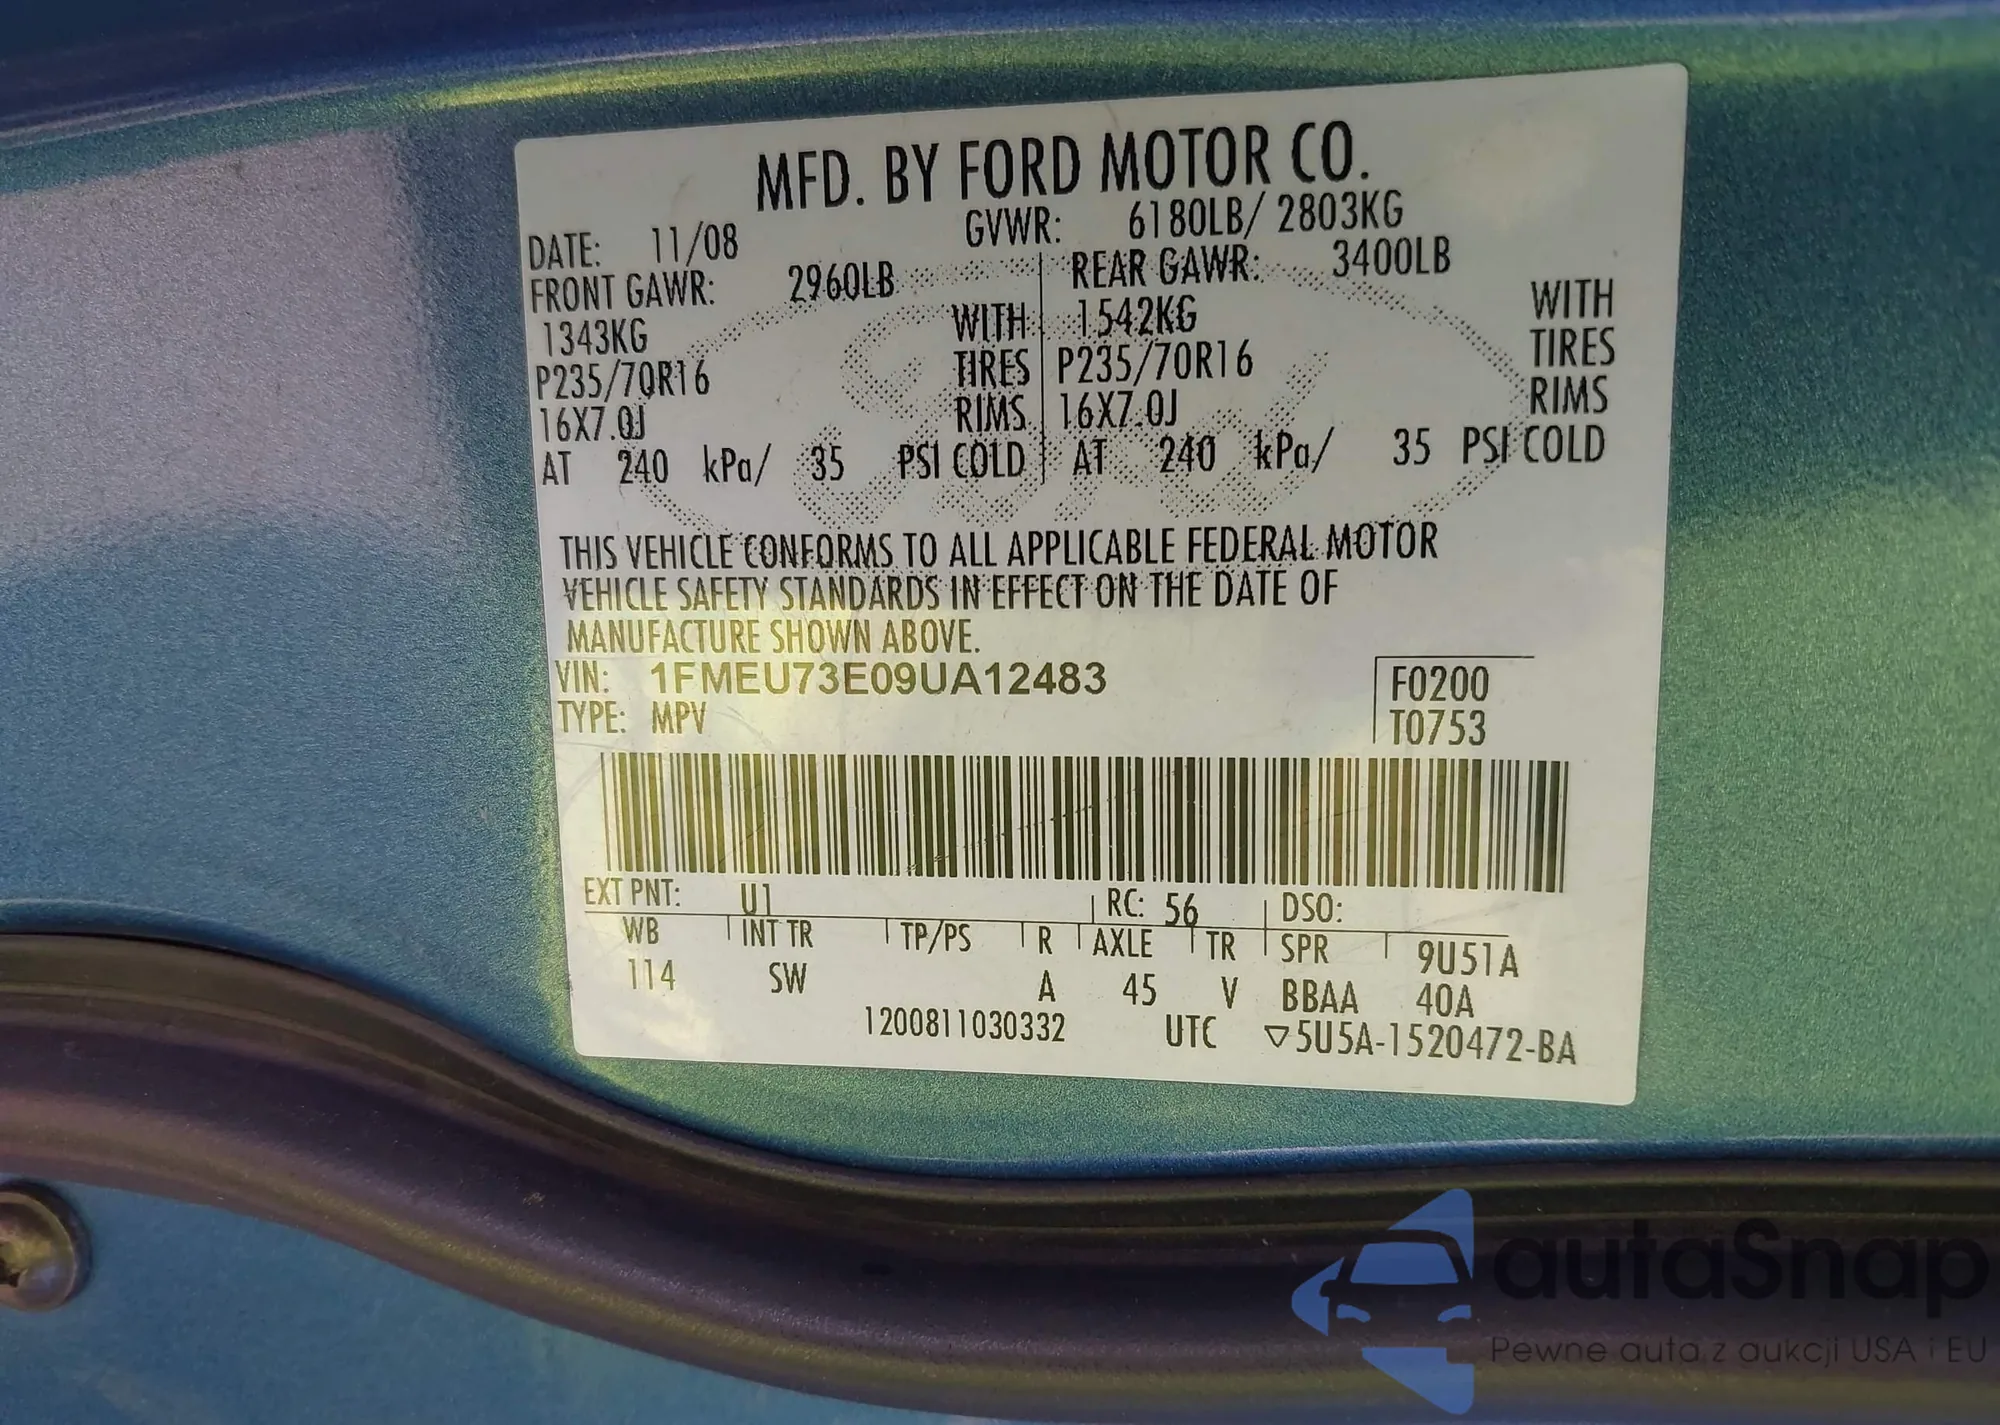 MFD. BY FORD MOTOR CO.
DATE: 11/08 GVWR: 6180LB/ 2803KG
FRONT GAWR: 2960LB REAR GAWR: 3400LB
1343KG WITH 1542KG WITH
P235/70R16 TIRES P235/70R16 TIRES
16X7.0J RIMS 16X7.0J RIMS
AT 240 kPa/ 35 PSI COLD AT 240 kPa/ 35 PSI COLD
THIS VEHICLE CONFORMS TO ALL APPLICABLE FEDERAL MOTOR
VEHICLE SAFETY STANDARDS IN EFFECT ON THE DATE OF
MANUFACTURE SHOWN ABOVE.
VIN: 1FMEU73E09UA12483 F0200
TYPE: MPV T0753
EXT PNT: U1 RC: 56 DSO:
WB INT TR TP/PS R AXLE TR SPR 9U51A
114 SW A 45 V BBAA 40A
1200811030332 UTC ▽5U5A-1520472-BA
autaSnap
Pewne auta z aukcji USA i EU